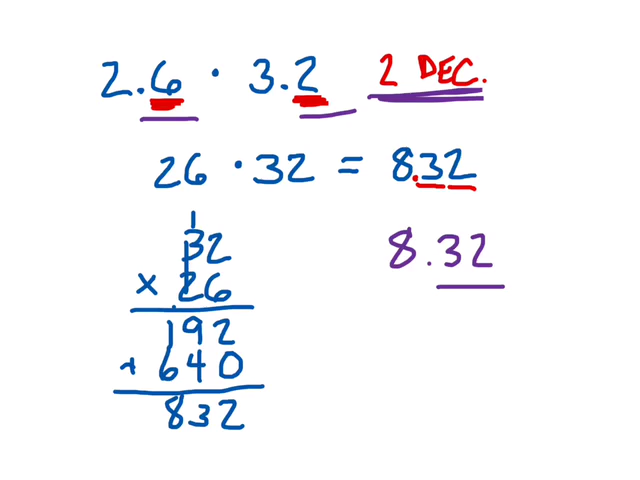 2.6 · 3.2 2 DEC.
26 · 32 = 8.32
1
32
x 26
192
+ 640
832
8.32